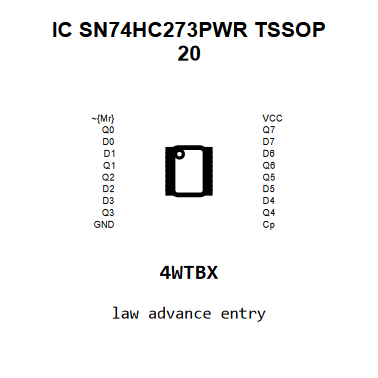 IC SN74HC273PWR TSSOP
20
~{Mr} VCC
Q0 Q7
D0 D7
D1 D6
Q1 Q6
Q2 Q5
D2 D5
D3 D4
Q3 Q4
GND Cp
4WTBX
law advance entry